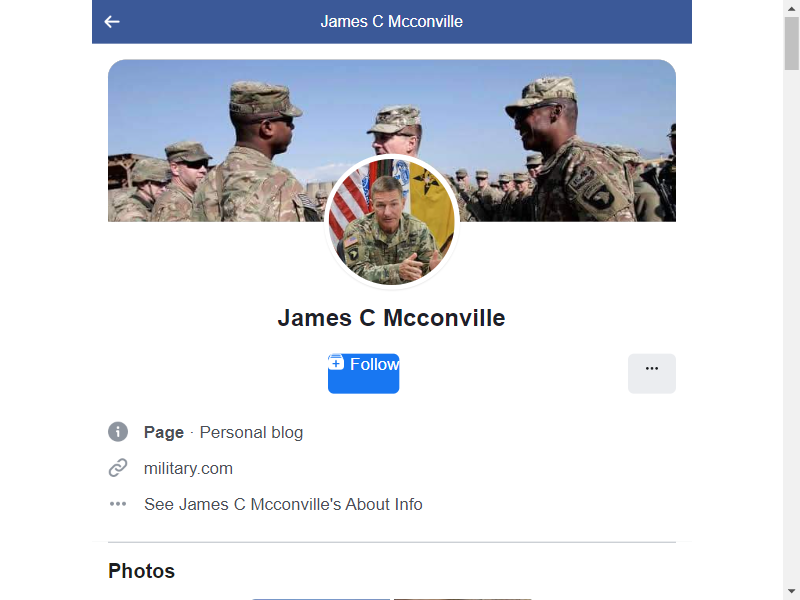 James C Mcconville
James C Mcconville
Follow
Page · Personal blog
military.com
See James C Mcconville's About Info
Photos